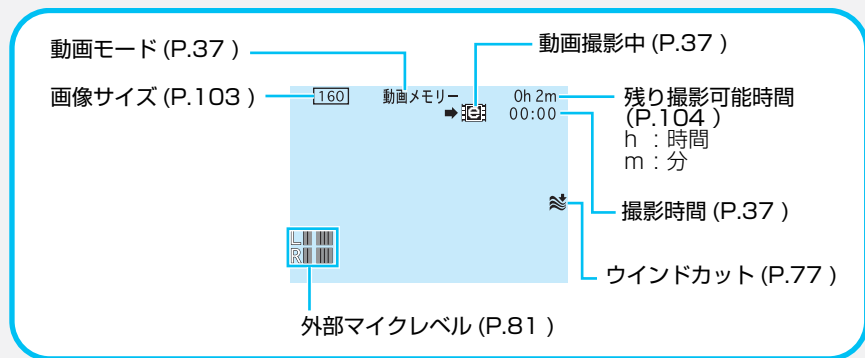 動画モード (P.37 )
動画撮影中 (P.37 )
画像サイズ (P.103 )
160
動画メモリー
0h 2m
00:00
残り撮影可能時間
(P.104 )
h :時間
m :分
撮影時間 (P.37 )
ウインドカット (P.77 )
L
R
外部マイクレベル (P.81 )